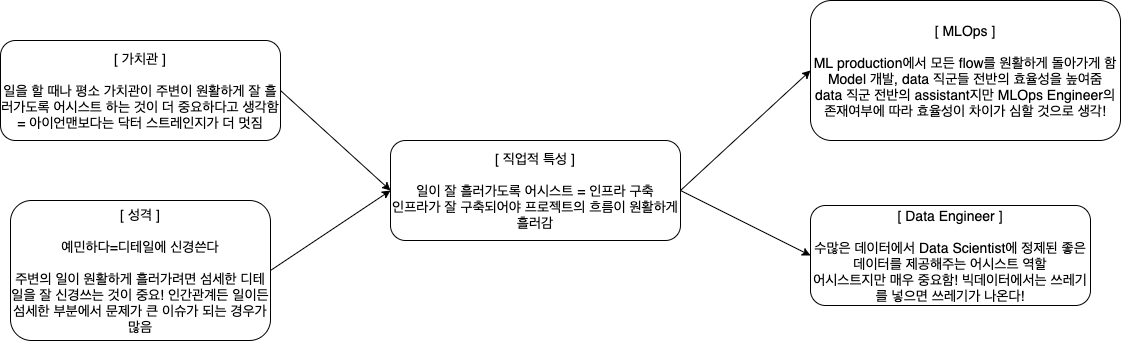 [ 가치관 ]
일을 할 때나 평소 가치관이 주변이 원활하게 잘 흘
러가도록 어시스트 하는 것이 더 중요하다고 생각함
= 아이언맨보다는 닥터 스트레인지가 더 멋짐
[ 성격 ]
예민하다=디테일에 신경쓴다
주변의 일이 원활하게 흘러가려면 섬세한 디테
일을 잘 신경쓰는 것이 중요! 인간관계든 일이든
섬세한 부분에서 문제가 큰 이슈가 되는 경우가
많음
[ 직업적 특성 ]
일이 잘 흘러가도록 어시스트 = 인프라 구축
인프라가 잘 구축되어야 프로젝트의 흐름이 원활하게
흘러감
[ MLOps ]
ML production에서 모든 flow를 원활하게 돌아가게 함
Model 개발, data 직군들 전반의 효율성을 높여줌
data 직군 전반의 assistant지만 MLOps Engineer의
존재여부에 따라 효율성이 차이가 심할 것으로 생각!
[ Data Engineer ]
수많은 데이터에서 Data Scientist에 정제된 좋은
데이터를 제공해주는 어시스트 역할
어시스트지만 매우 중요함! 빅데이터에서는 쓰레기
를 넣으면 쓰레기가 나온다!